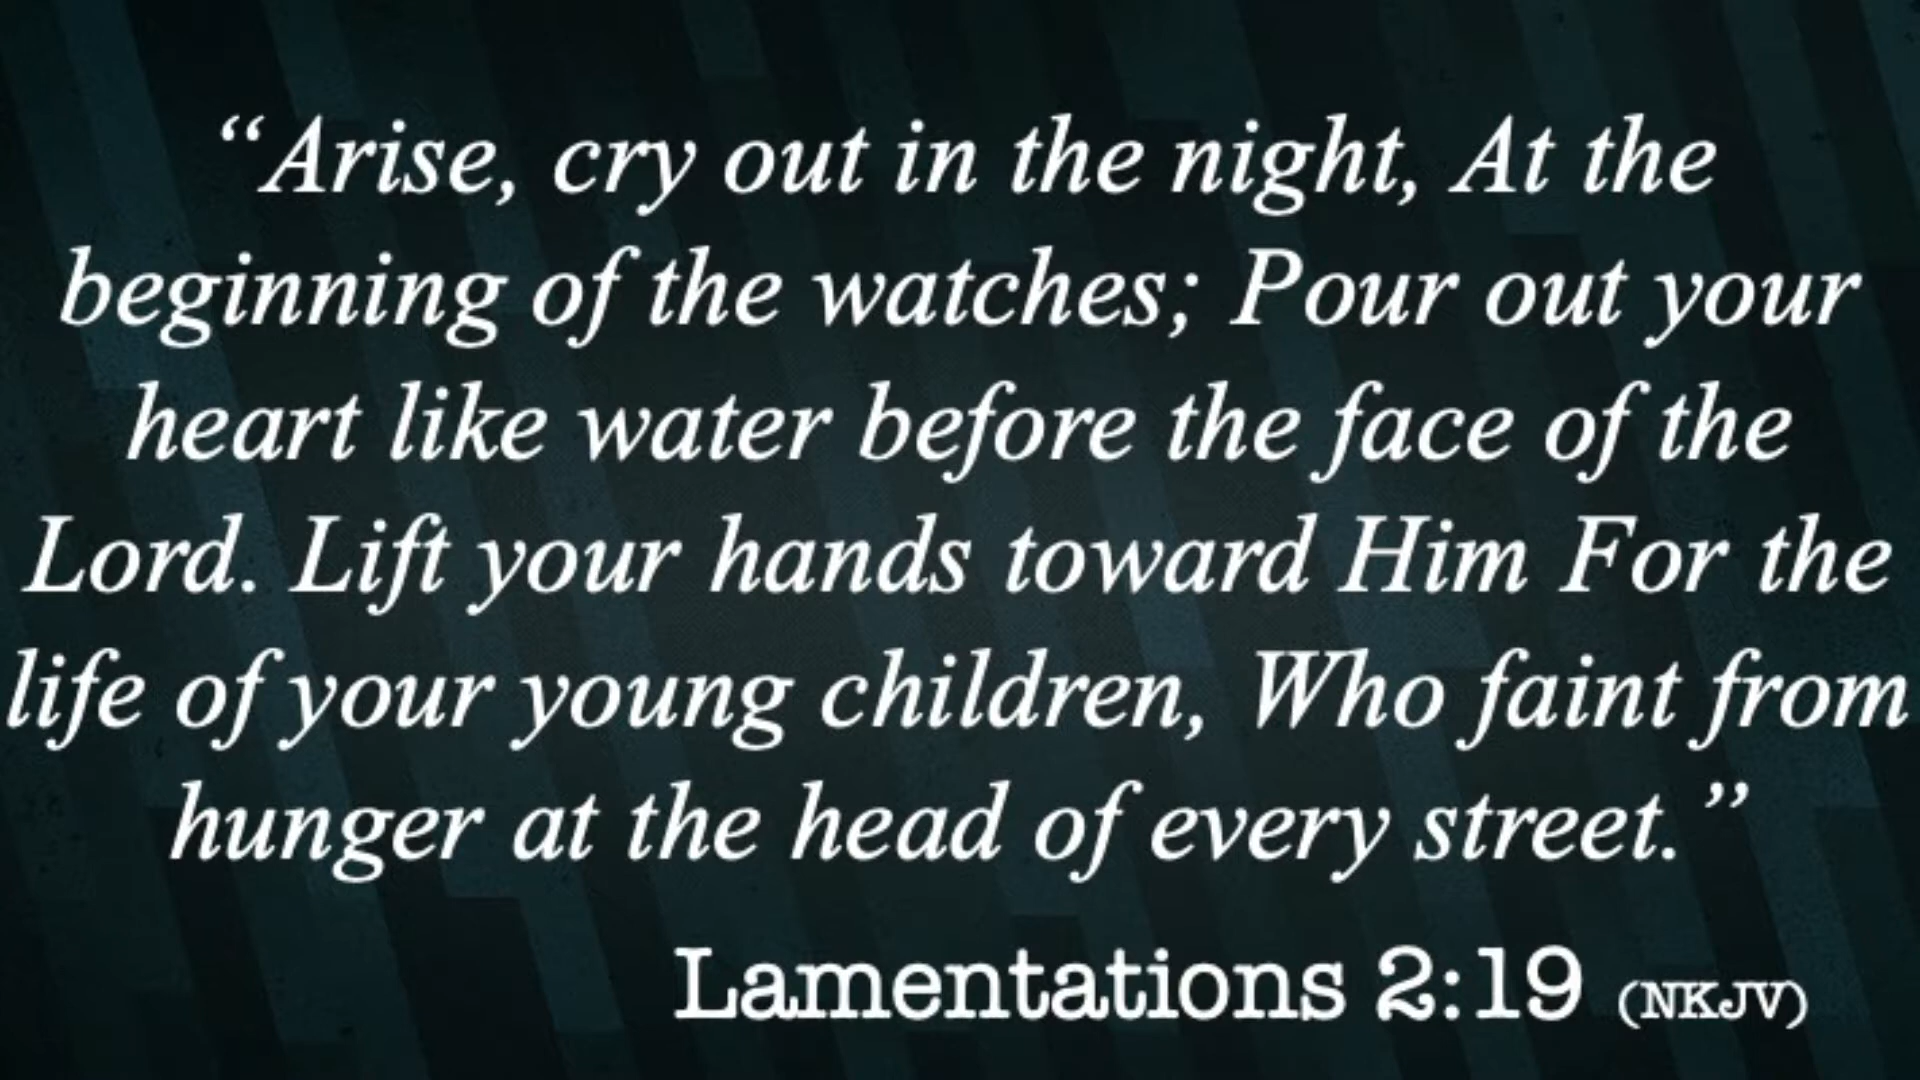 “Arise, cry out in the night, At the
beginning of the watches; Pour out your
heart like water before the face of the
Lord. Lift your hands toward Him For the
life of your young children, Who faint from
hunger at the head of every street.”
Lamentations 2:19 (NKJV)